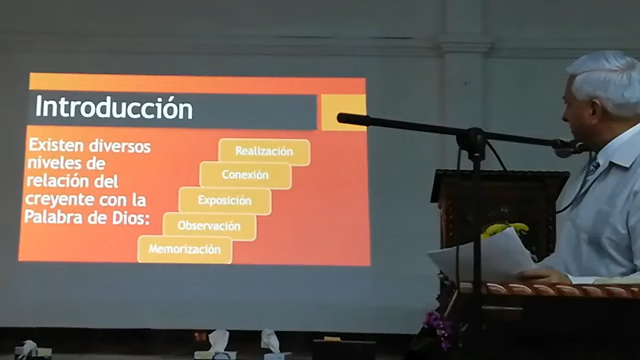 Introducción
Existen diversos
niveles de
relación del
creyente con la
Palabra de Dios:
Realización
Conexión
Exposición
Observación
Memorización